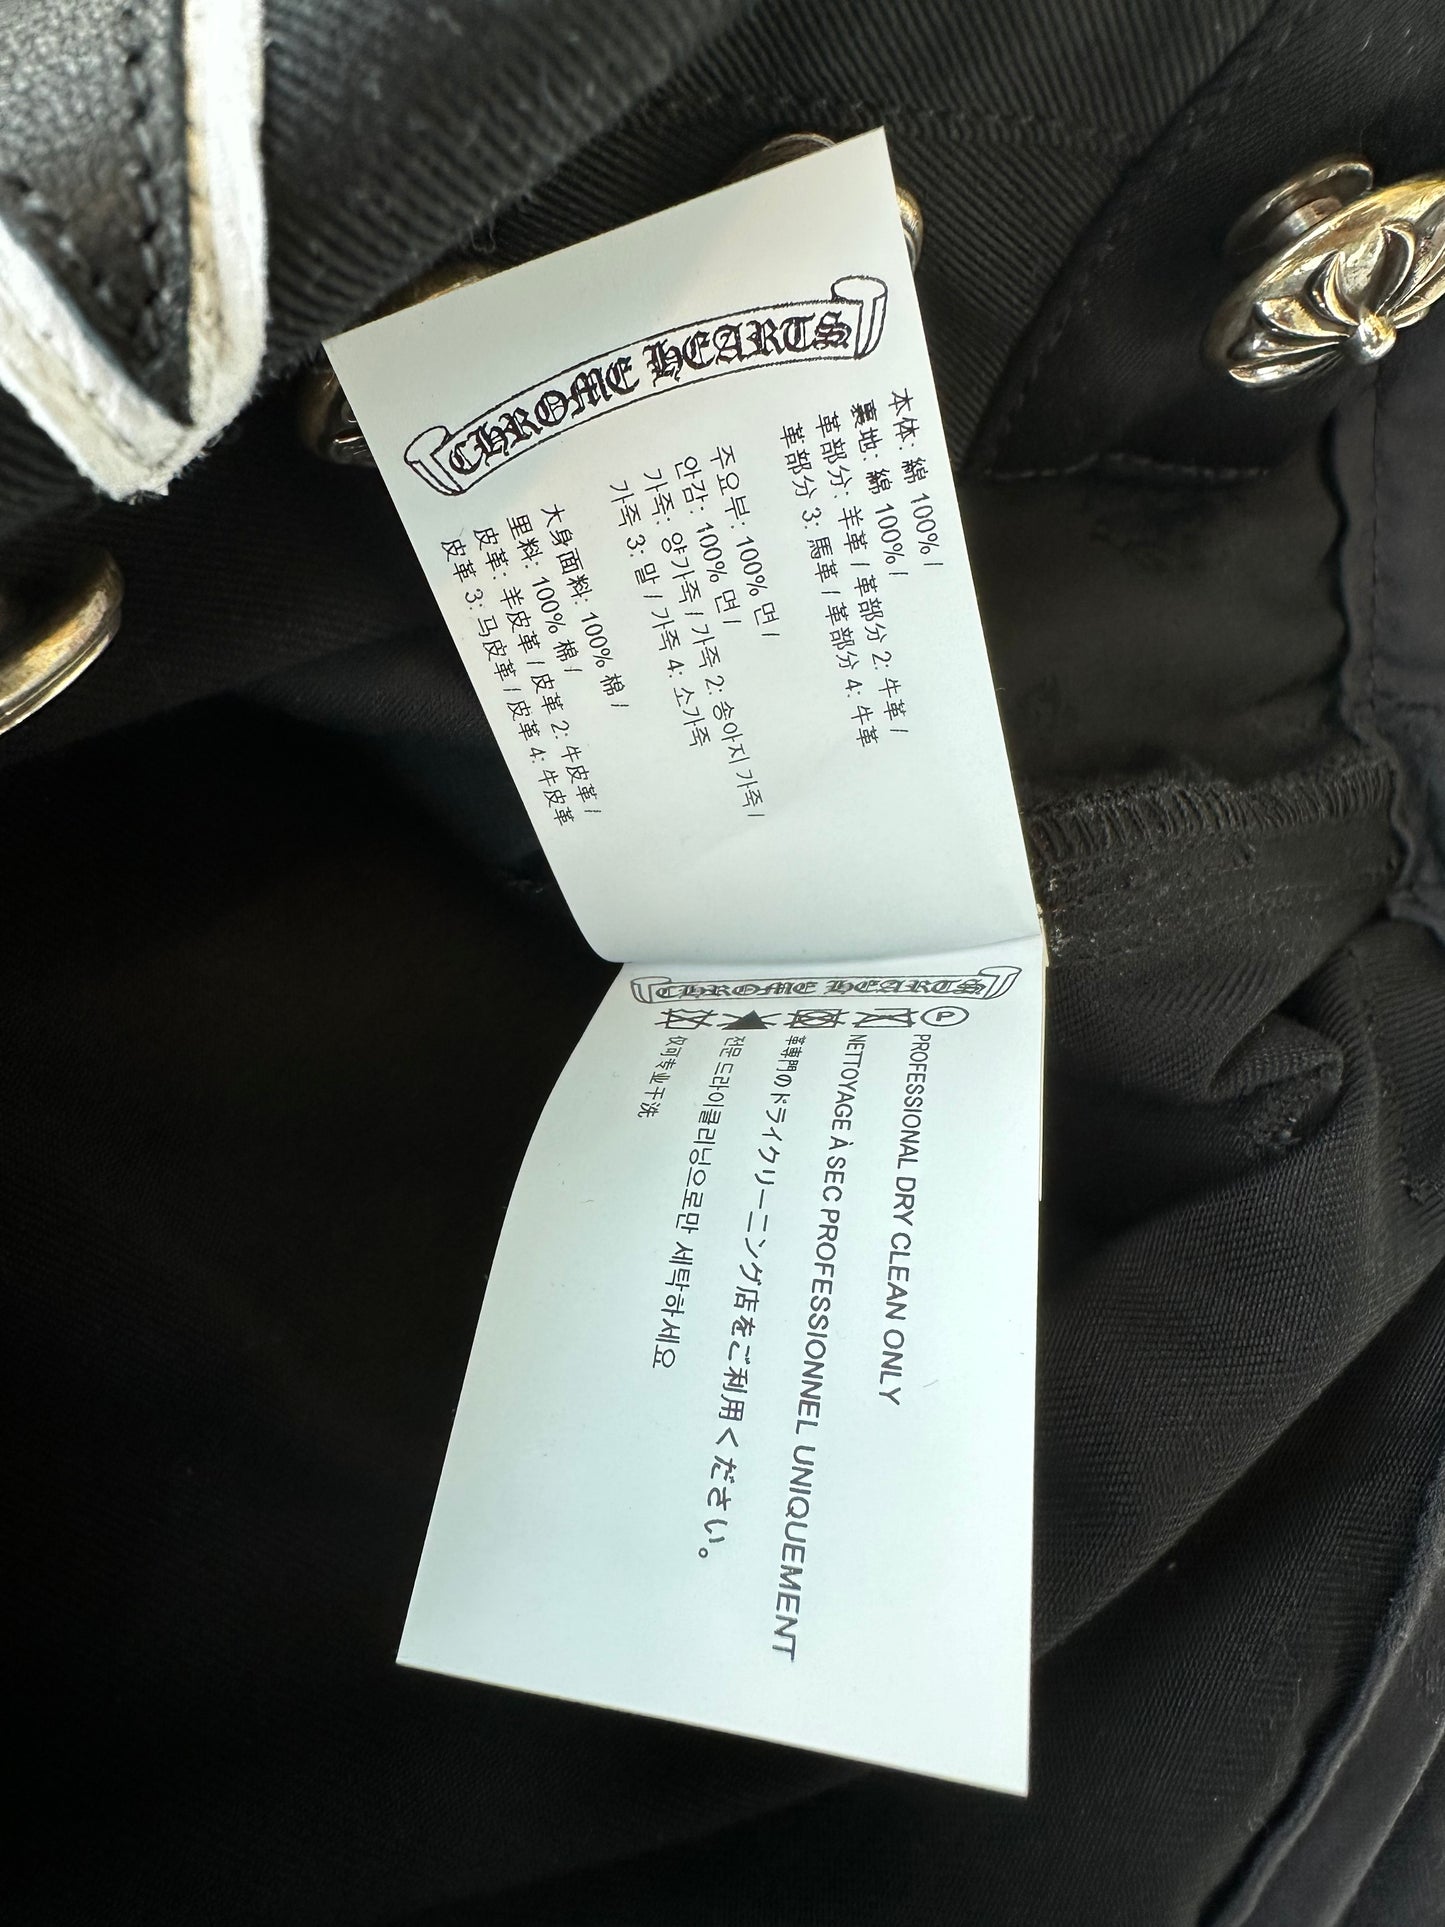 CHROME HEARTS
本体: 綿 100% /
裏地: 綿 100% /
革部分: 羊革 / 革部分 2: 牛革 /
革部分 3: 馬革 / 革部分 4: 牛革
주요부: 100% 면 /
안감: 100% 면 /
가죽: 양가죽 / 가죽 2: 송아지 가죽 /
가죽 3: 말 / 가죽 4: 소가죽
大身面料: 100% 棉 /
里料: 100% 棉 /
皮革: 羊皮革 / 皮革 2: 牛皮革 /
皮革 3: 马皮革 / 皮革 4: 牛皮革
CHROME HEARTS
P
PROFESSIONAL DRY CLEAN ONLY
NETTOYAGE À SEC PROFESSIONNEL UNIQUEMENT
革専門のドライクリーニング店をご利用ください。
전문 드라이클리닝으로만 세탁하세요
仅可专业干洗